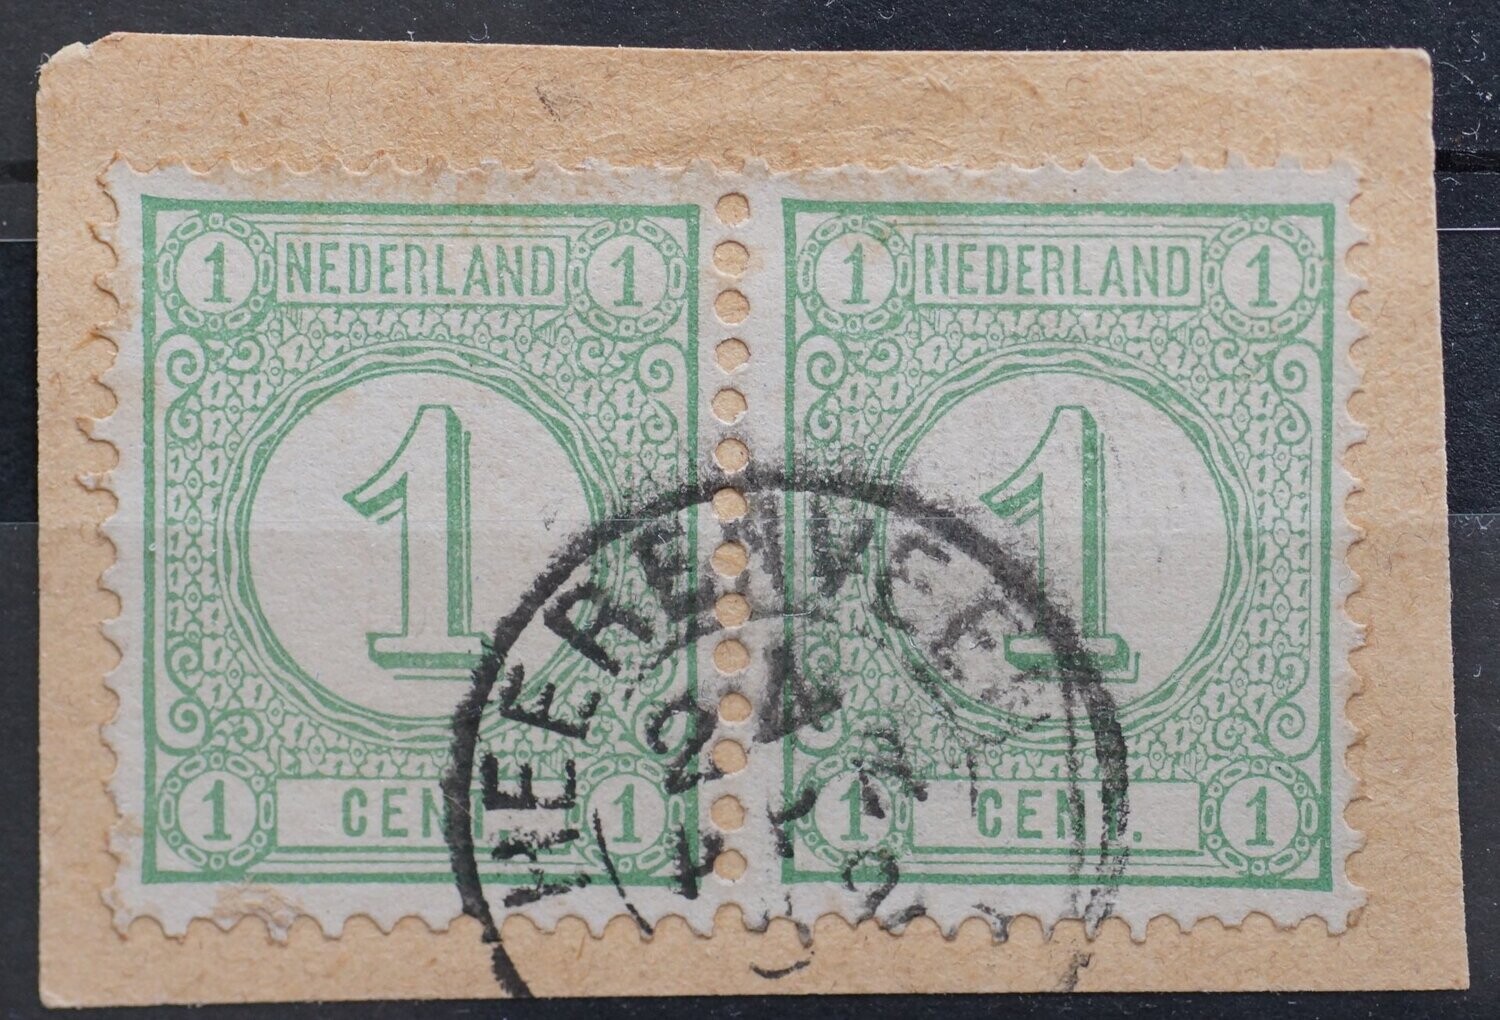 1 NEDERLAND 1 1 NEDERLAND 1
1 1
1 CENT. 1 1 CENT. 1
HEERENVEEN